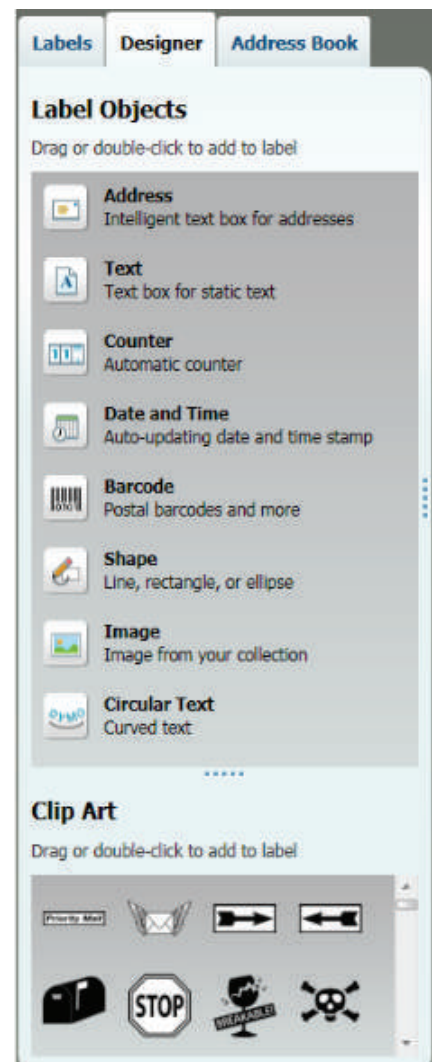 Labels Designer Address Book
Label Objects
Drag or double-click to add to label
Address
Intelligent text box for addresses
Text
A
Text box for static text
Counter
Automatic counter
Date and Time
Auto-updating date and time stamp
Barcode
Postal barcodes and more
Shape
Line, rectangle, or ellipse
Image
Image from your collection
Circular Text
DYMO
Curved text
Clip Art
Drag or double-click to add to label
Priority Mail
STOP
BREAKABLE!